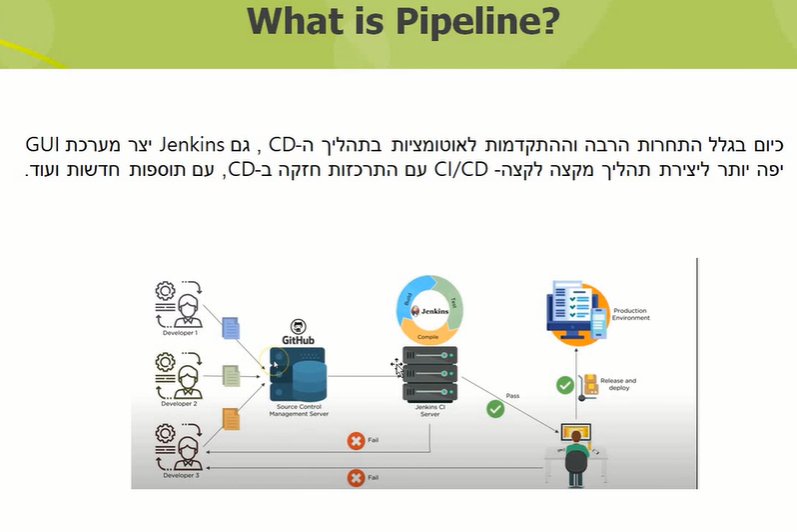 What is Pipeline?
כיום בגלל התחרות הרבה וההתקדמות לאוטומציות בתהליך ה-CD , גם Jenkins יצר מערכת GUI
יפה יותר ליצירת תהליך מקצה לקצה- CI/CD עם התרכזות חזקה ב-CD, עם תוספות חדשות ועוד.
Developer 1
Developer 2
Developer 3
GitHub
Source Control
Management Server
Build
Test
Jenkins
Compile
Jenkins CI
Server
Fail
Fail
Pass
Production
Environment
Release and
deploy